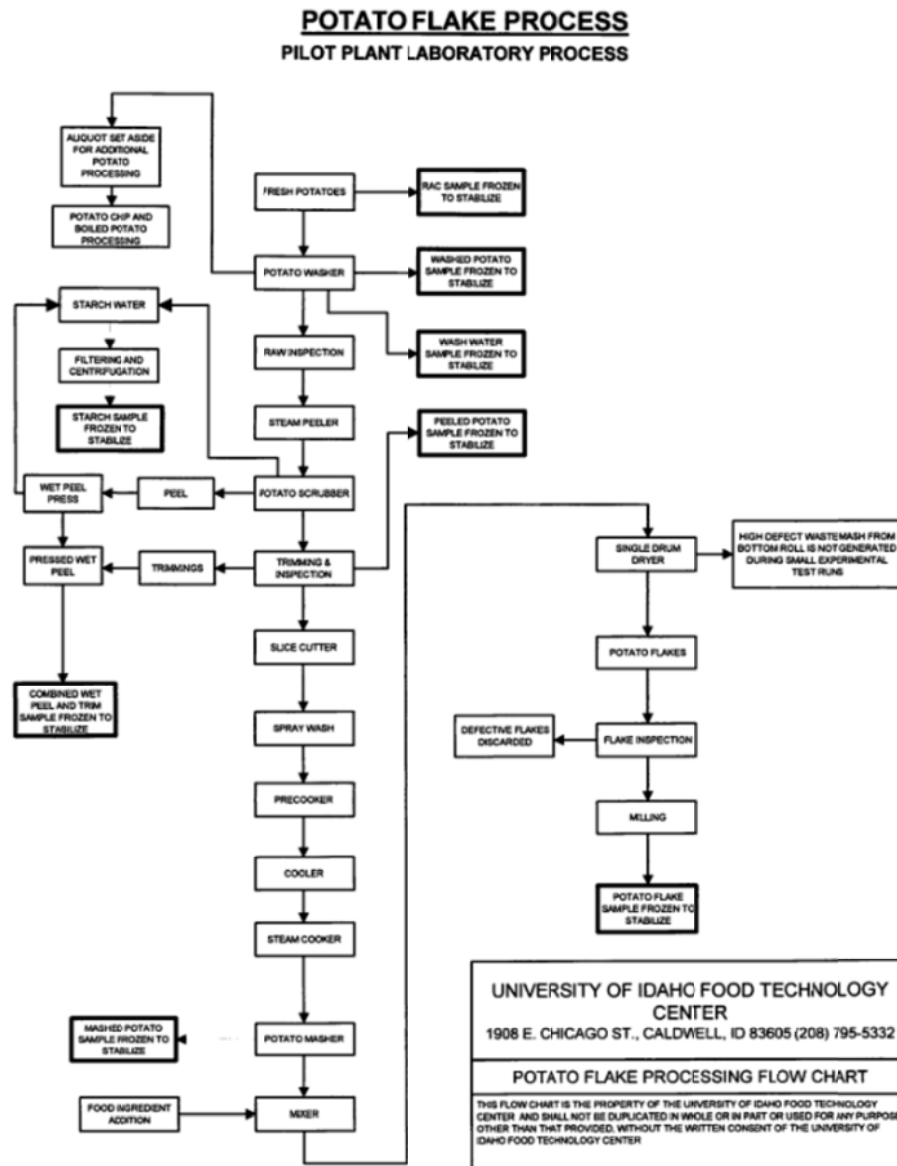 POTATO FLAKE PROCESS
PILOT PLANT LABORATORY PROCESS
ALIQUOT SET ASIDE
FOR ADDITIONAL
POTATO
PROCESSING
FRESH POTATOES
RAC SAMPLE FROZEN
TO STABILIZE
POTATO CHIP AND
BOILED POTATO
PROCESSING
POTATO WASHER
WASHED POTATO
SAMPLE FROZEN TO
STABILIZE
STARCH WATER
RAW INSPECTION
WASH WATER
SAMPLE FROZEN TO
STABILIZE
FILTERING AND
CENTRIFUGATION
STARCH SAMPLE
FROZEN TO
STABILIZE
STEAM PEELER
PEELED POTATO
SAMPLE FROZEN TO
STABILIZE
WET PEEL
PRESS
PEEL
POTATO SCRUBBER
PRESSED WET
PEEL
TRIMMINGS
TRIMMING &
INSPECTION
SINGLE DRUM
DRYER
HIGH DEFECT WASTEMASH FROM
BOTTOM ROLL IS NOT GENERATED
DURING SMALL EXPERIMENTAL
TEST RUNS
SLICE CUTTER
POTATO FLAKES
COMBINED WET
PEEL AND TRIM
SAMPLE FROZEN TO
STABILIZE
SPRAY WASH
DEFECTIVE FLAKES
DISCARDED
FLAKE INSPECTION
PRECOOKER
MILLING
COOLER
POTATO FLAKE
SAMPLE FROZEN TO
STABILIZE
STEAM COOKER
MASHED POTATO
SAMPLE FROZEN TO
STABILIZE
POTATO MASHER
FOOD INGREDIENT
ADDITION
MIXER
UNIVERSITY OF IDAHO FOOD TECHNOLOGY
CENTER
1908 E. CHICAGO ST., CALDWELL, ID 83605 (208) 795-5332
POTATO FLAKE PROCESSING FLOW CHART
THIS FLOW CHART IS THE PROPERTY OF THE UNIVERSITY OF IDAHO FOOD TECHNOLOGY
CENTER AND SHALL NOT BE DUPLICATED IN WHOLE OR IN PART OR USED FOR ANY PURPOSE
OTHER THAN THAT PROVIDED, WITHOUT THE WRITTEN CONSENT OF THE UNIVERSITY OF
IDAHO FOOD TECHNOLOGY CENTER